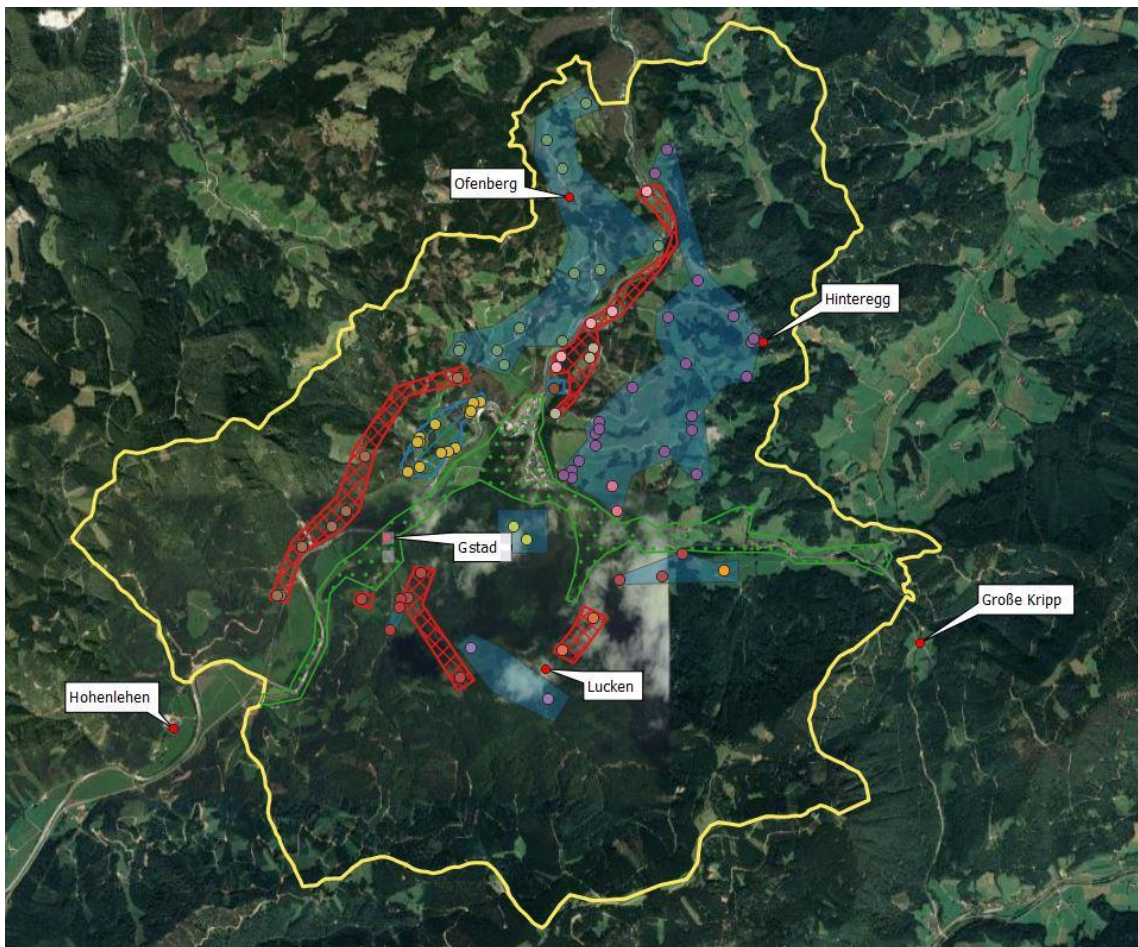 Ofenberg
Hinteregg
Gstad
Große Kripp
Lucken
Hohenlehen